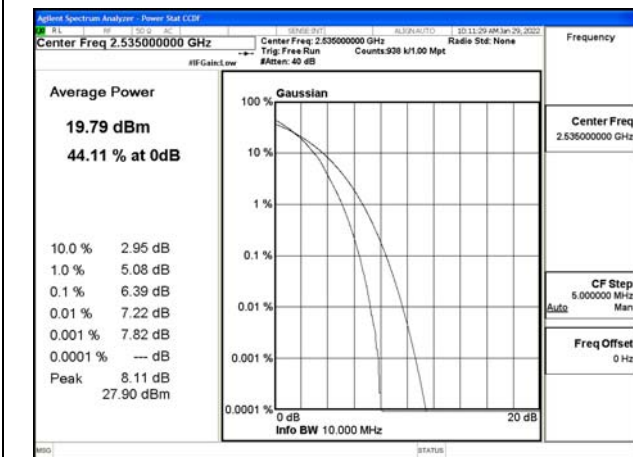 Agilent Spectrum Analyzer - Power Stat CCDF
RL RF 50 Ω AC SENSE:INT ALIGN AUTO 10:11:29 AM Jan 29, 2022
Center Freq 2.535000000 GHz
Center Freq: 2.535000000 GHz
Radio Std: None
Trig: Free Run Counts:938 k/1.00 Mpt
#IFGain:Low
#Atten: 40 dB
Frequency
Average Power
19.79 dBm
44.11 % at 0dB
10.0 % 2.95 dB
1.0 % 5.08 dB
0.1 % 6.39 dB
0.01 % 7.22 dB
0.001 % 7.82 dB
0.0001 % --- dB
Peak 8.11 dB
27.90 dBm
Gaussian
100 %
10 %
1 %
0.1 %
0.01 %
0.001 %
0.0001 %
0 dB
20 dB
Info BW 10.000 MHz
Center Freq
2.535000000 GHz
CF Step
5.000000 MHz
Auto Man
Freq Offset
0 Hz
MSG
STATUS